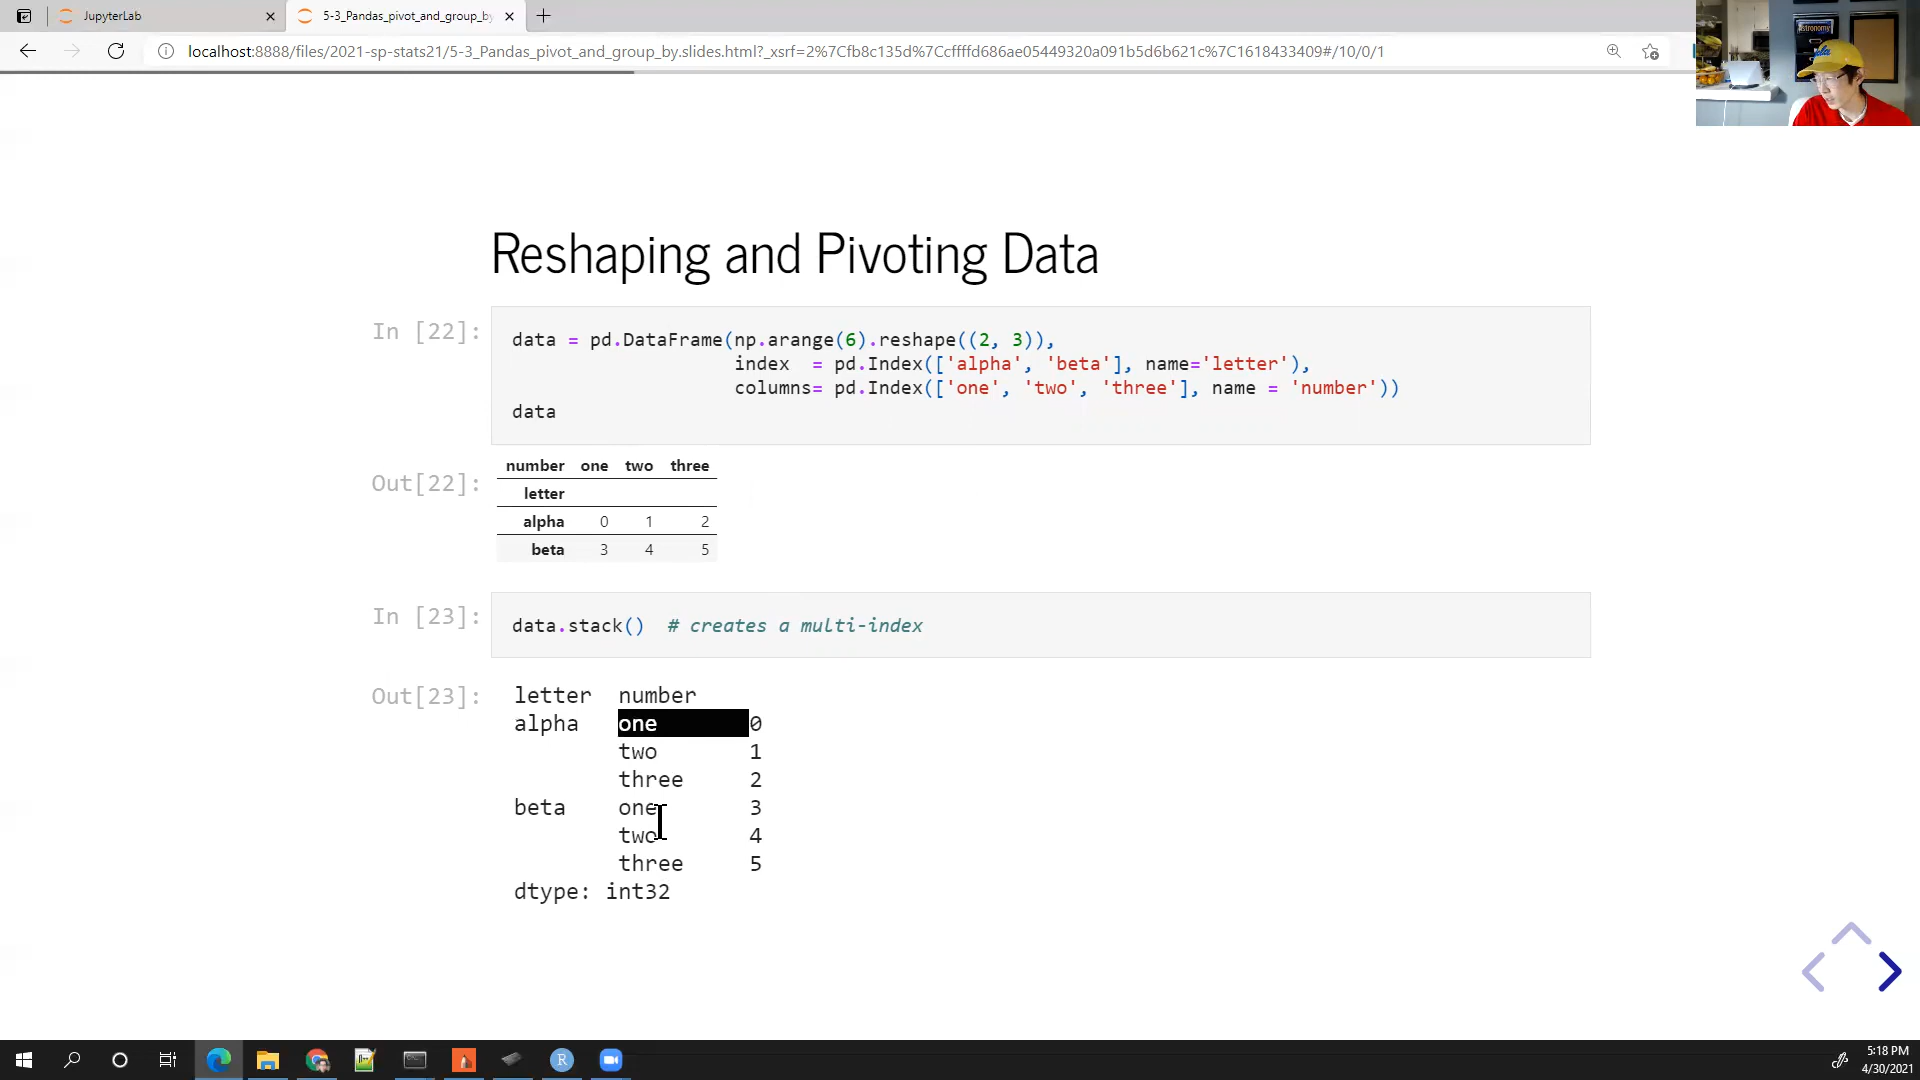 JupyterLab
5-3_Pandas_pivot_and_group_by
localhost:8888/files/2021-sp-stats21/5-3_Pandas_pivot_and_group_by.slides.html?_xsrf=2%7Cfb8c135d%7Ccffffd686ae05449320a091b5d6b621c%7C1618433409#/10/0/1
Reshaping and Pivoting Data
In [22]:
data = pd.DataFrame(np.arange(6).reshape((2, 3)),
index = pd.Index(['alpha', 'beta'], name='letter'),
columns= pd.Index(['one', 'two', 'three'], name = 'number'))
data
Out[22]:
number one two three
letter
alpha 0 1 2
beta 3 4 5
In [23]:
data.stack() # creates a multi-index
Out[23]:
letter number
alpha one 0
two 1
three 2
beta one 3
two 4
three 5
dtype: int32
5:18 PM
4/30/2021